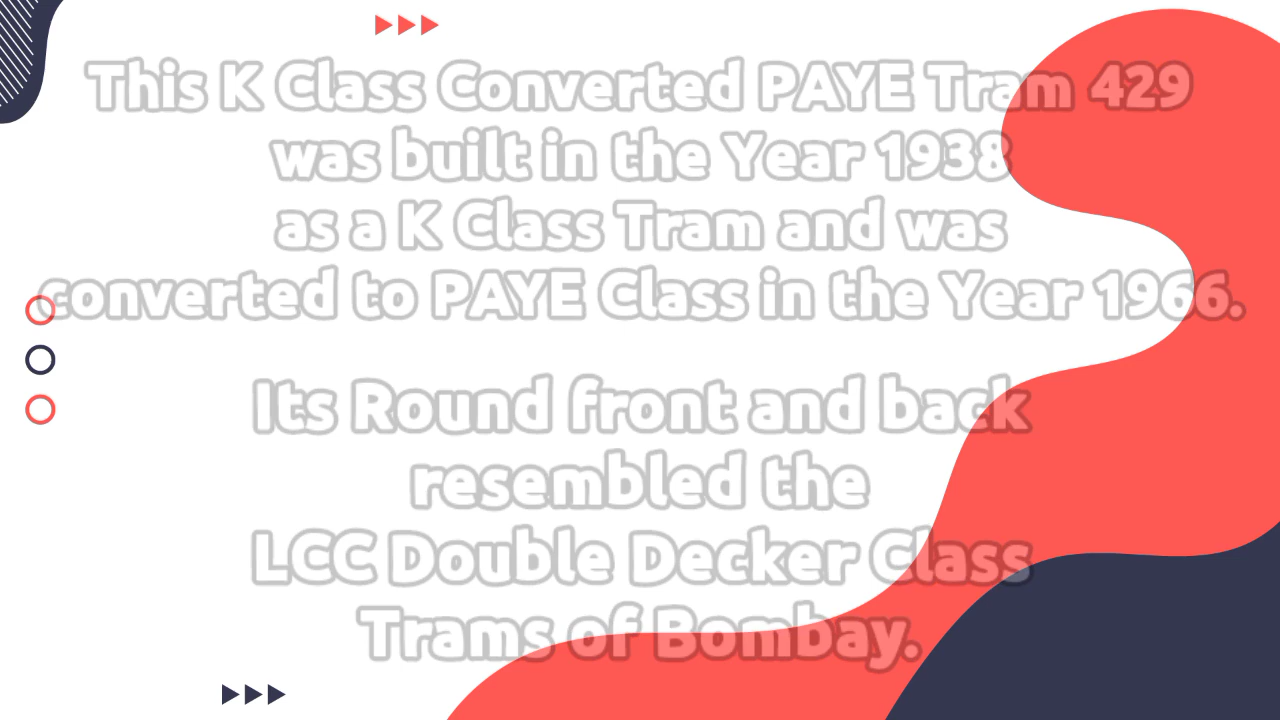 This K Class Converted PAYE Tram 429
was built in the Year 1938
as a K Class Tram and was
converted to PAYE Class in the Year 1966.
Its Round front and back
resembled the
LCC Double Decker Class
Trams of Bombay.